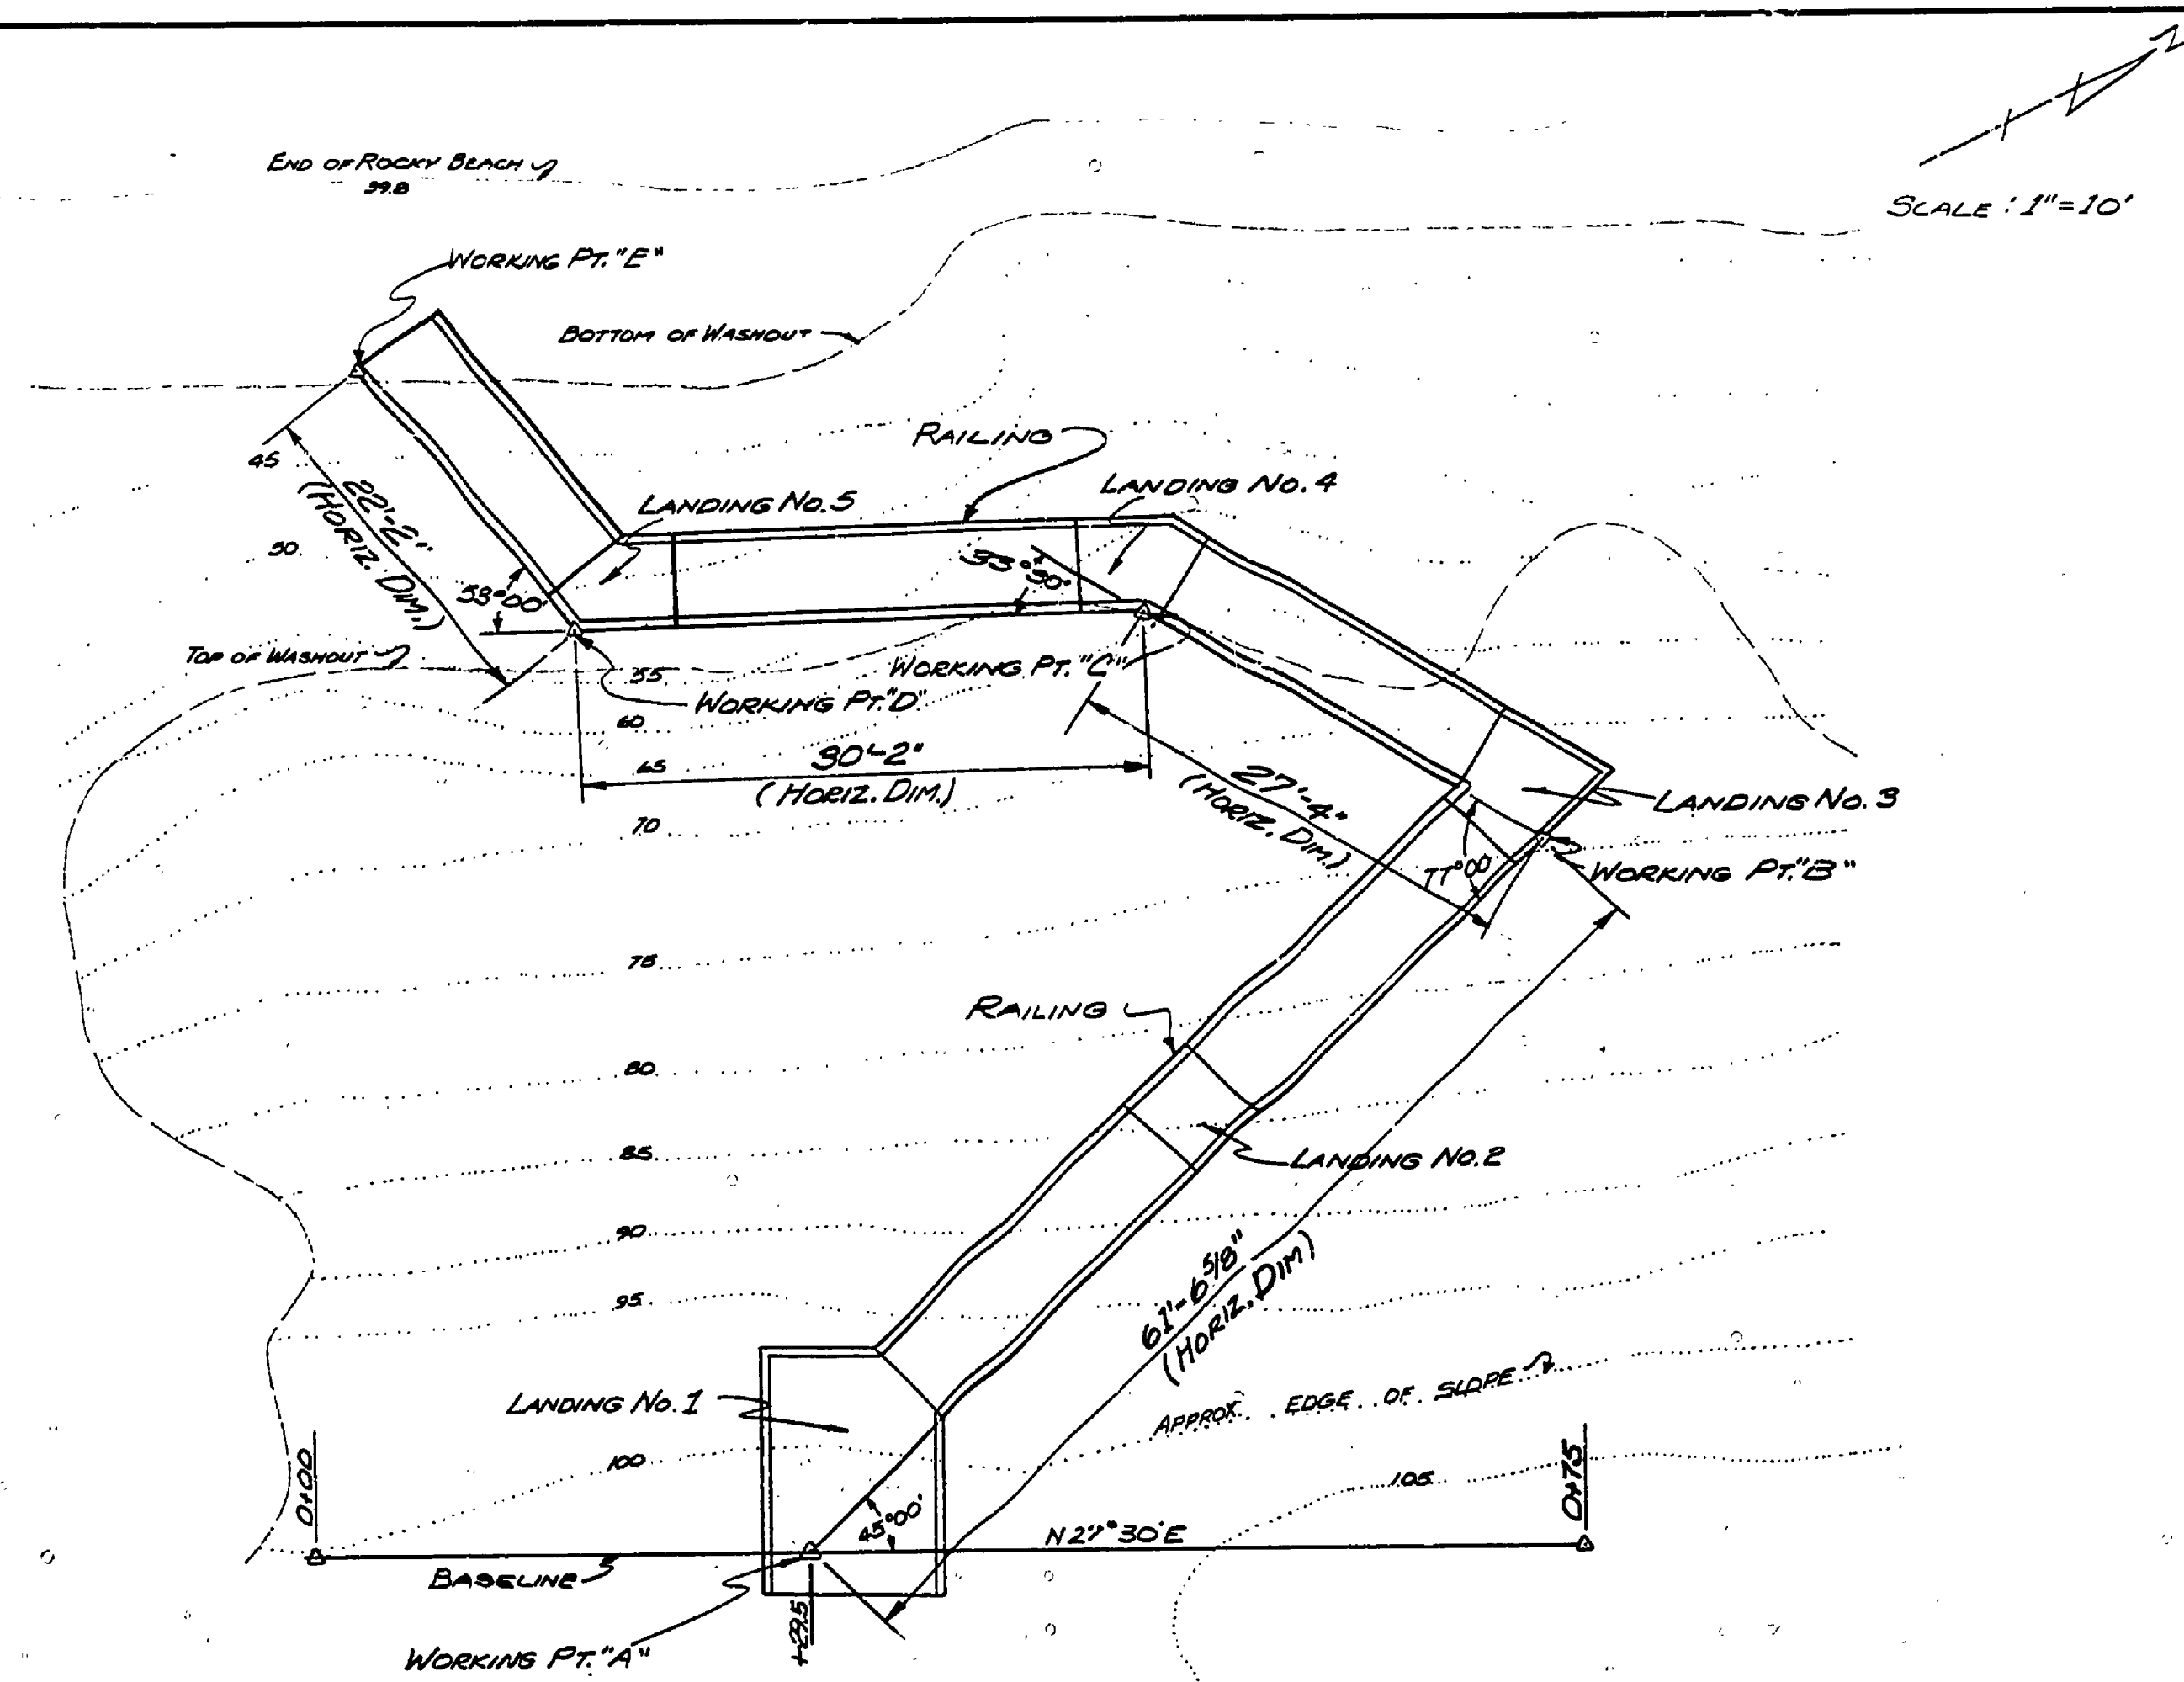 N
SCALE : 1"=10'
END OF ROCKY BEACH
39.8
WORKING PT. "E"
BOTTOM OF WASHOUT
RAILING
LANDING No. 4
LANDING No. 5
45
22'-2"
(HORIZ. DIM.)
50
53°00'
33°30'
TOP OF WASHOUT
WORKING PT. "C"
55
WORKING PT. "D"
60
30'-2"
(HORIZ. DIM.)
65
27'-4"
(HORIZ. DIM.)
LANDING No. 3
70
77°00'
WORKING PT. "B"
75
RAILING
80
85
LANDING No. 2
90
61'-6 5/8"
(HORIZ. DIM)
95
LANDING No. 1
APPROX. EDGE OF SLOPE
100
105
0+00
0+75
45°00'
N 27°30'E
BASELINE
+29.5
WORKING PT. "A"